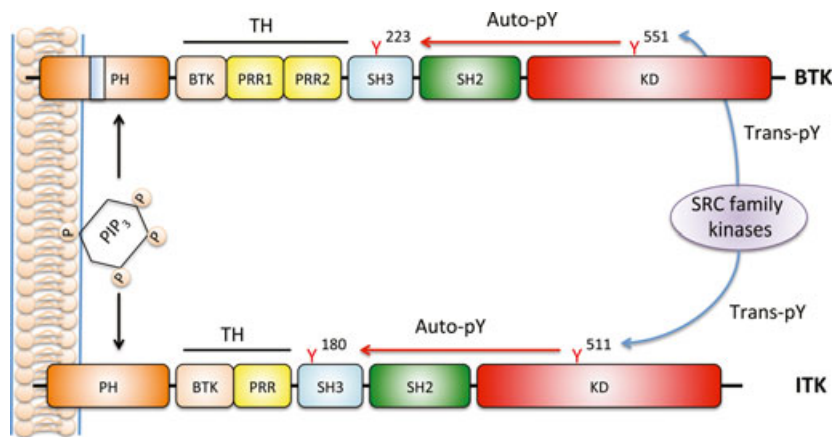 TH
Auto-pY
Y 223
Y 551
PH
BTK
PRR1
PRR2
SH3
SH2
KD
BTK
Trans-pY
PIP3
P
P
P
P
SRC family
kinases
Trans-pY
TH
Auto-pY
Y 180
Y 511
PH
BTK
PRR
SH3
SH2
KD
ITK